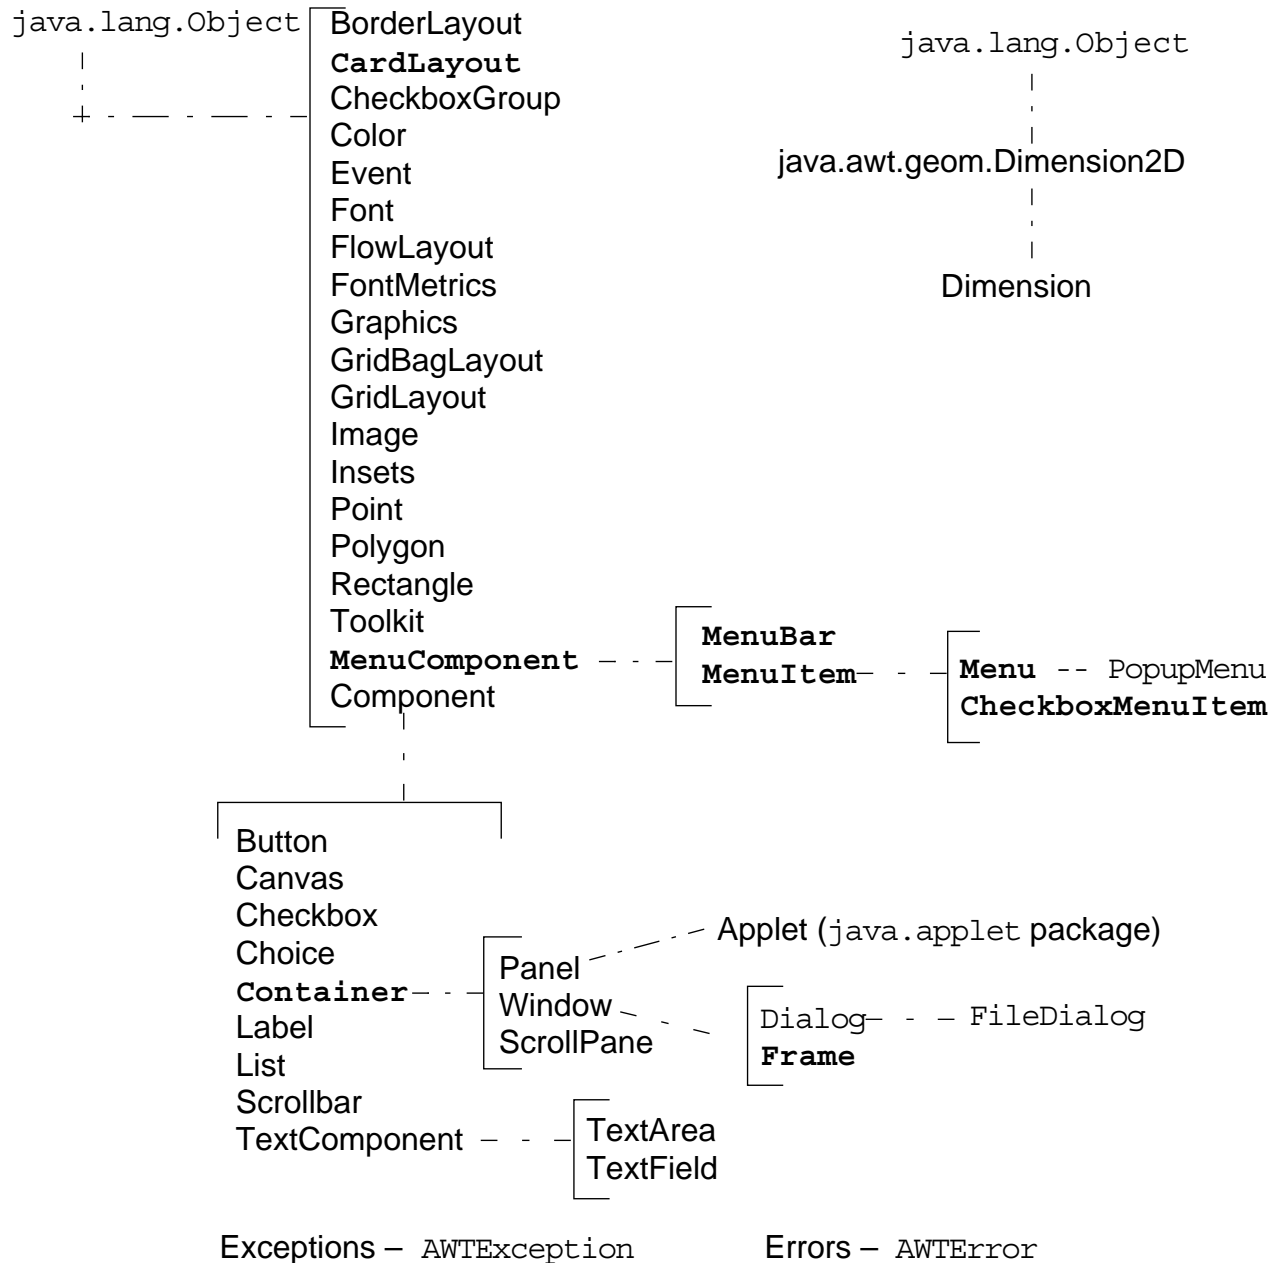 java.lang.Object
BorderLayout
CardLayout
CheckboxGroup
Color
Event
Font
FlowLayout
FontMetrics
Graphics
GridBagLayout
GridLayout
Image
Insets
Point
Polygon
Rectangle
Toolkit
MenuComponent
Component
java.lang.Object
java.awt.geom.Dimension2D
Dimension
MenuBar
MenuItem
Menu -- PopupMenu
CheckboxMenuItem
Button
Canvas
Checkbox
Choice
Container
Label
List
Scrollbar
TextComponent
Panel
Window
ScrollPane
Applet (java.applet package)
Dialog
Frame
FileDialog
TextArea
TextField
Exceptions – AWTException
Errors – AWTError